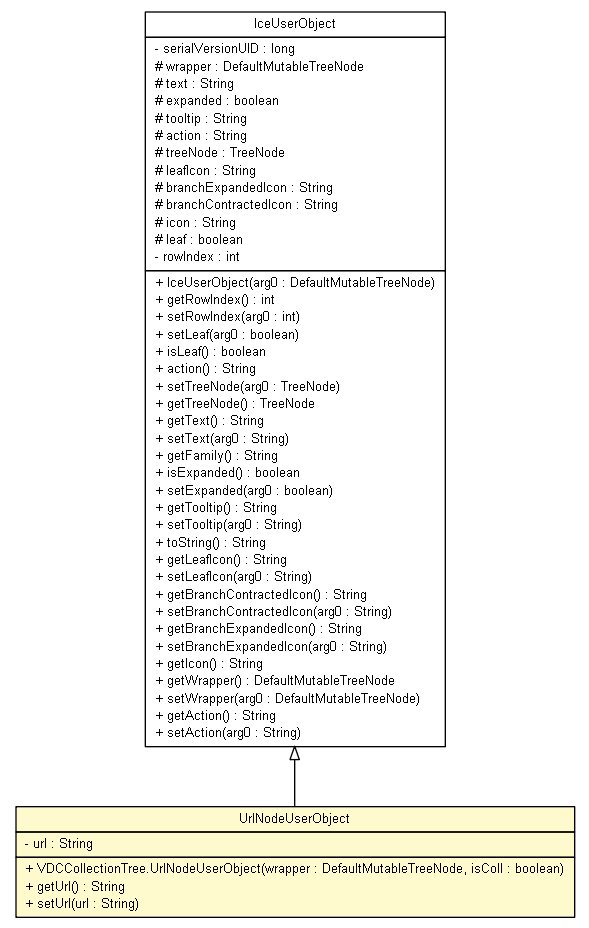 IceUserObject
- serialVersionUID : long
# wrapper : DefaultMutableTreeNode
# text : String
# expanded : boolean
# tooltip : String
# action : String
# treeNode : TreeNode
# leafIcon : String
# branchExpandedIcon : String
# branchContractedIcon : String
# icon : String
# leaf : boolean
- rowIndex : int
+ IceUserObject(arg0 : DefaultMutableTreeNode)
+ getRowIndex() : int
+ setRowIndex(arg0 : int)
+ setLeaf(arg0 : boolean)
+ isLeaf() : boolean
+ action() : String
+ setTreeNode(arg0 : TreeNode)
+ getTreeNode() : TreeNode
+ getText() : String
+ setText(arg0 : String)
+ getFamily() : String
+ isExpanded() : boolean
+ setExpanded(arg0 : boolean)
+ getTooltip() : String
+ setTooltip(arg0 : String)
+ toString() : String
+ getLeafIcon() : String
+ setLeafIcon(arg0 : String)
+ getBranchContractedIcon() : String
+ setBranchContractedIcon(arg0 : String)
+ getBranchExpandedIcon() : String
+ setBranchExpandedIcon(arg0 : String)
+ getIcon() : String
+ getWrapper() : DefaultMutableTreeNode
+ setWrapper(arg0 : DefaultMutableTreeNode)
+ getAction() : String
+ setAction(arg0 : String)
UrlNodeUserObject
- url : String
+ VDCCollectionTree.UrlNodeUserObject(wrapper : DefaultMutableTreeNode, isColl : boolean)
+ getUrl() : String
+ setUrl(url : String)